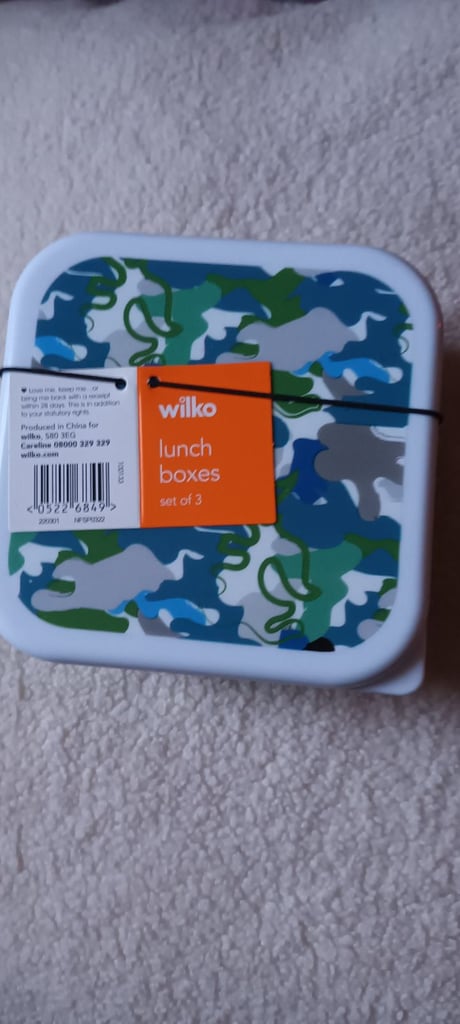 ♥ Love me, keep me... or
bring me back with a receipt
within 28 days. This is in addition
to your statutory rights.
Produced in China for
wilko, S80 3EG
Careline 08000 329 329
wilko.com
<0522 6849>
220301 NFSP0322
wilko
lunch
boxes
set of 3